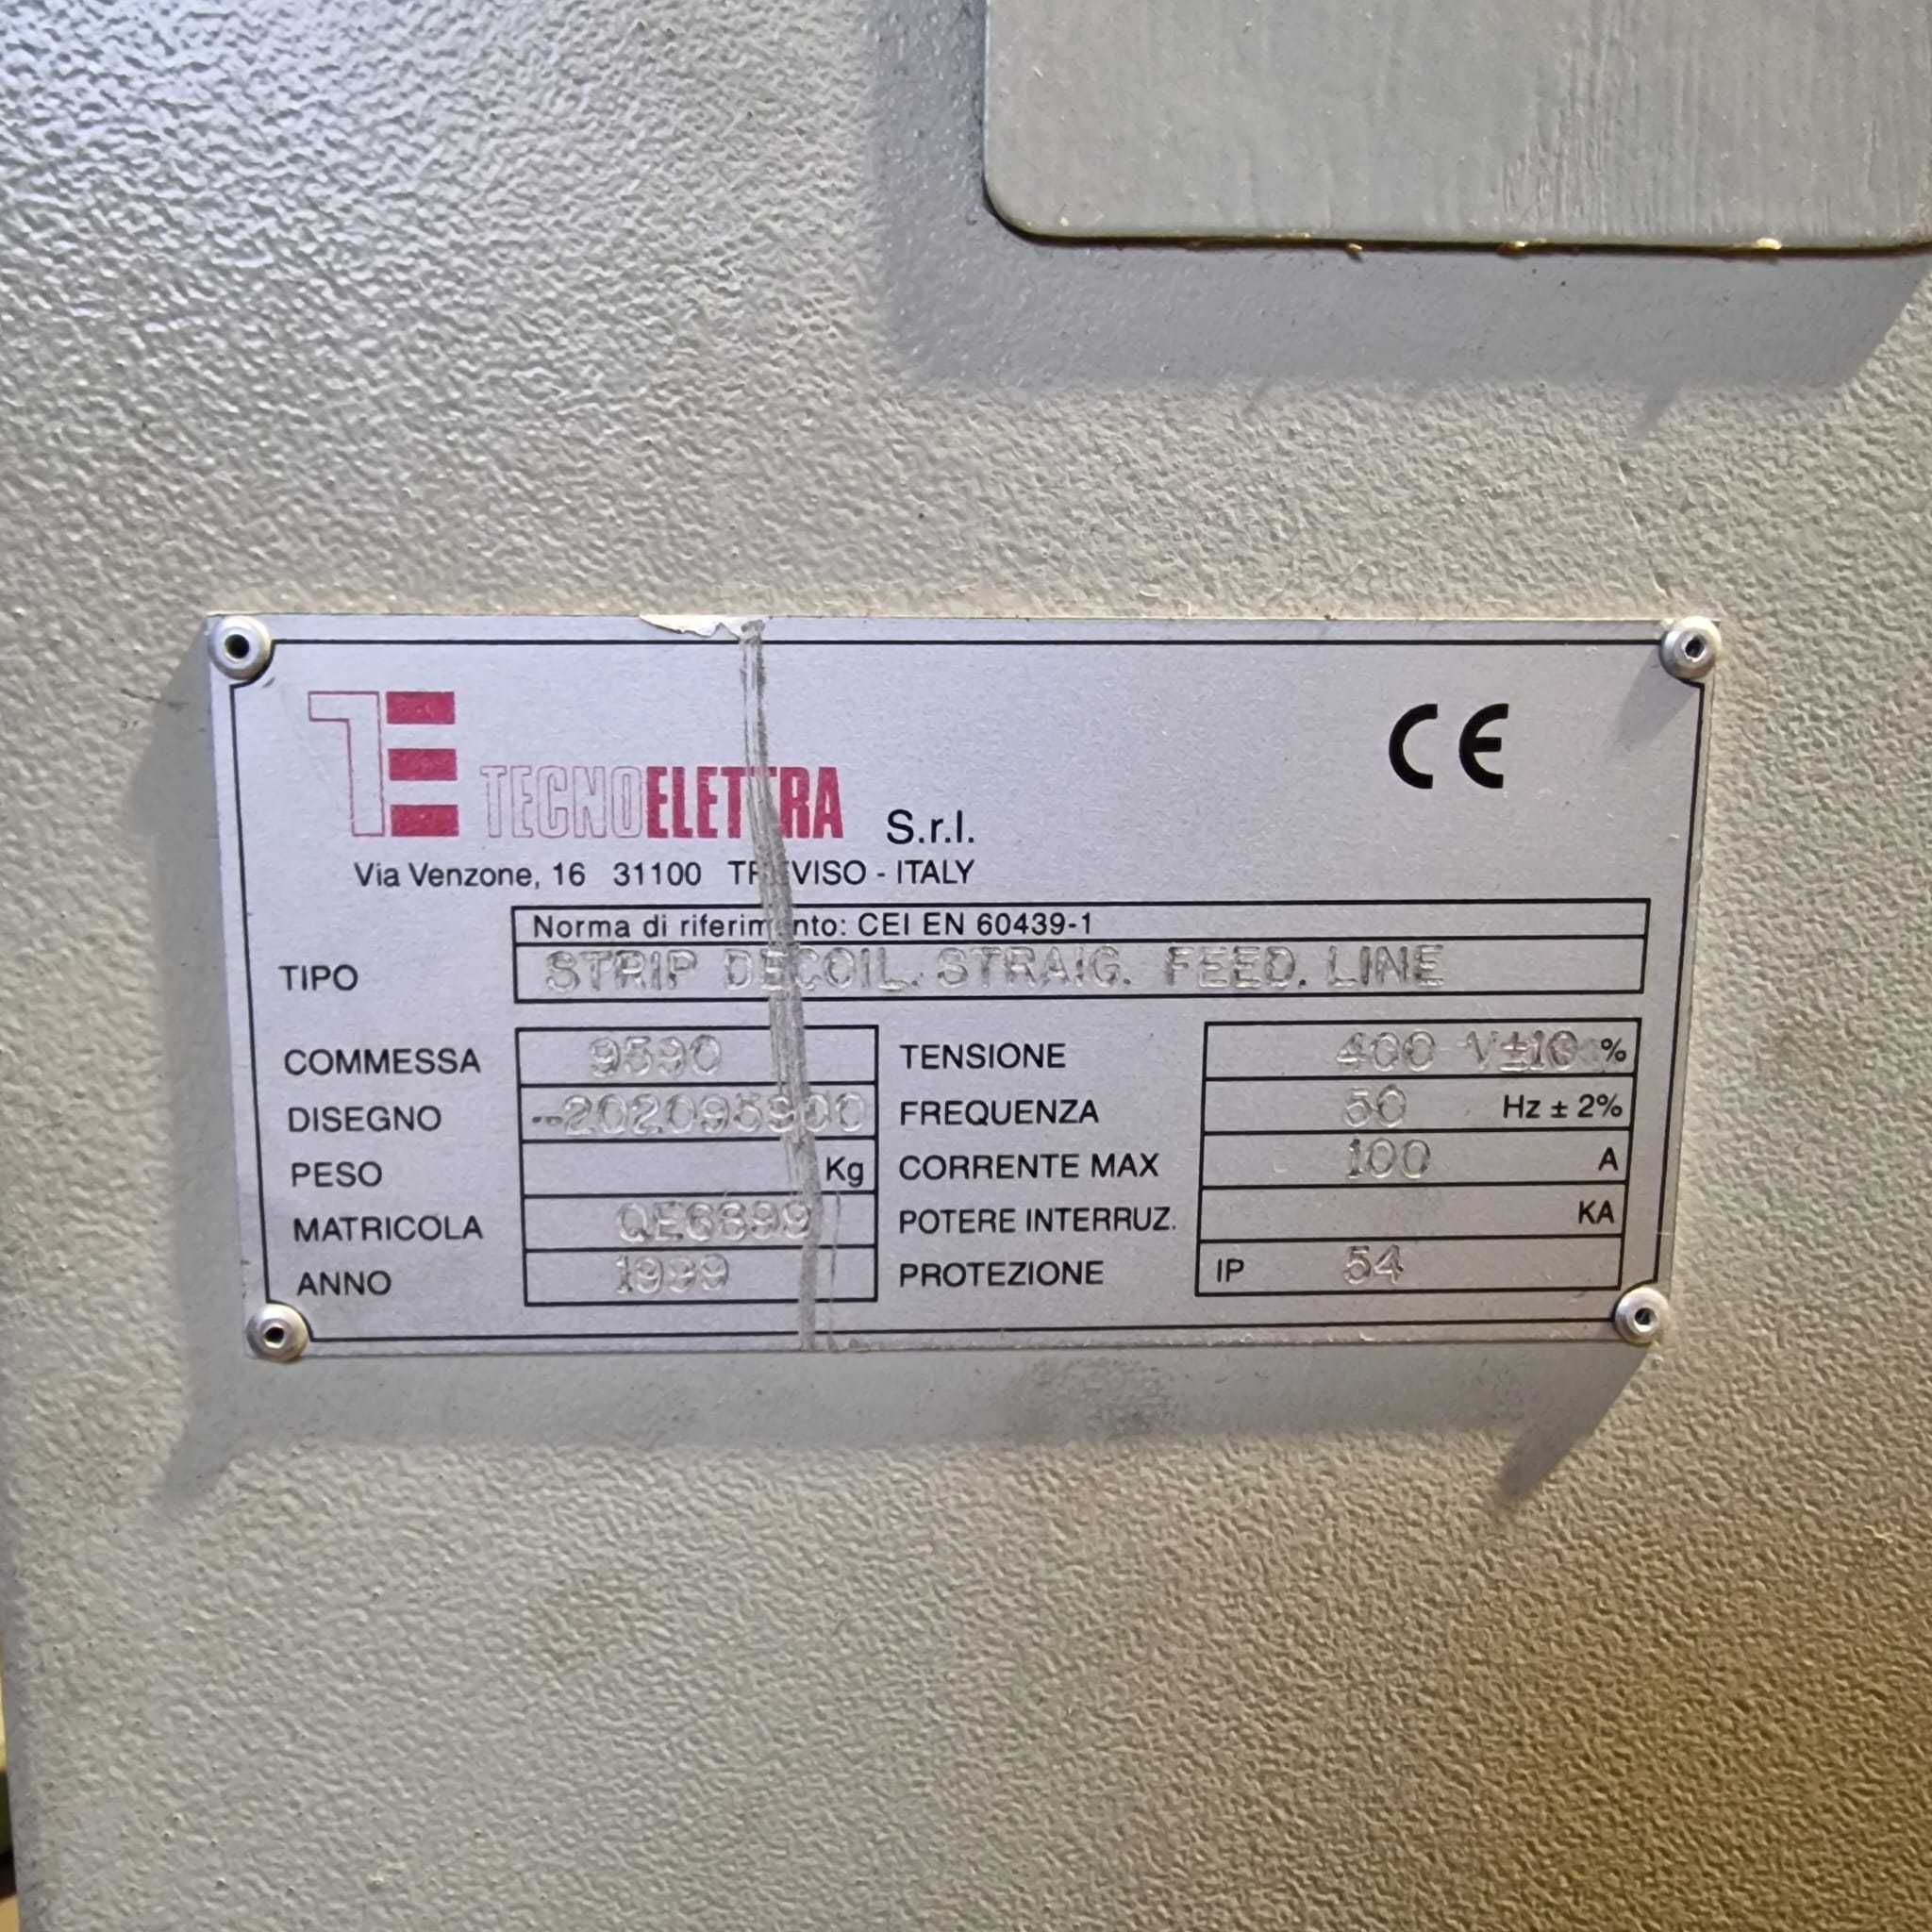 TE TECNOELETTRA S.r.l.
CE
Via Venzone, 16 31100 TREVISO - ITALY
Norma di riferimento: CEI EN 60439-1
TIPO STRIP DECOIL. STRAIG. FEED. LINE
COMMESSA 9590 TENSIONE 400 V±10 %
DISEGNO -202095900 FREQUENZA 50 Hz ± 2%
PESO Kg CORRENTE MAX 100 A
MATRICOLA QE6899 POTERE INTERRUZ. KA
ANNO 1999 PROTEZIONE IP 54